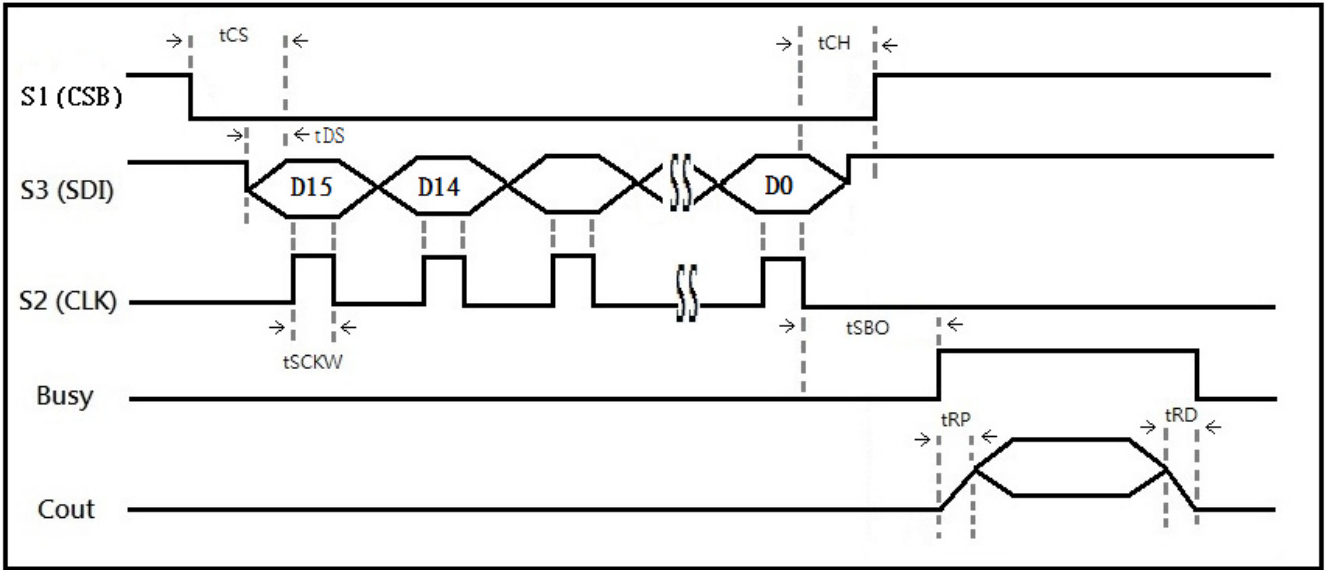 tCS
tCH
S1 (CSB)
tDS
S3 (SDI)
D15
D14
D0
S2 (CLK)
tSBO
tSCKW
Busy
tRP
tRD
Cout